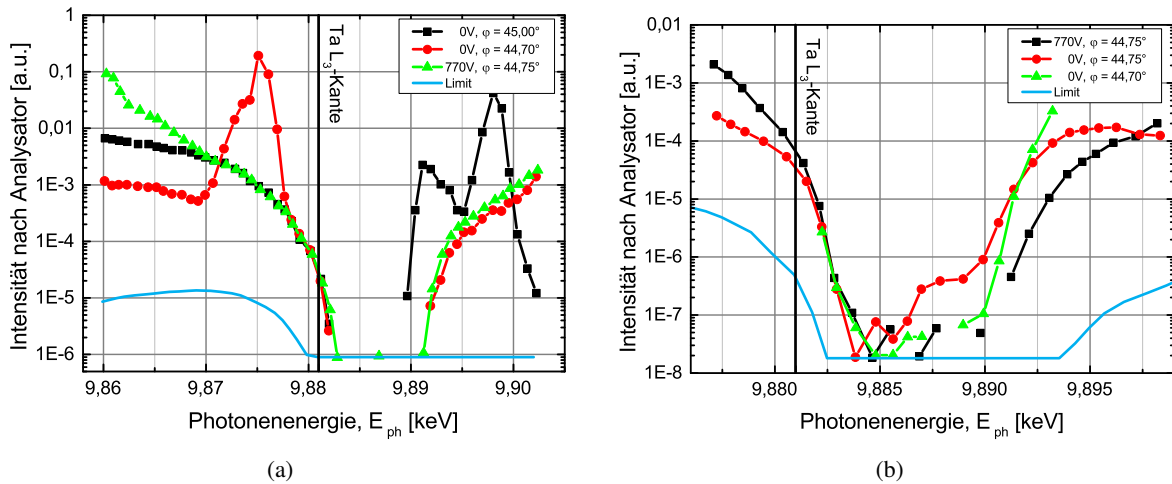 1
0,1
0,01
1E-3
1E-4
1E-5
1E-6
Intensität nach Analysator [a.u.]
Ta L3-Kante
0V, φ = 45,00°
0V, φ = 44,70°
770V, φ = 44,75°
Limit
9,86 9,87 9,88 9,89 9,90
Photonenenergie, E ph [keV]
(a)
0,01
1E-3
1E-4
1E-5
1E-6
1E-7
1E-8
Intensität nach Analysator [a.u.]
Ta L3-Kante
770V, φ = 44,75°
0V, φ = 44,75°
0V, φ = 44,70°
Limit
9,880 9,885 9,890 9,895
Photonenenergie, E ph [keV]
(b)